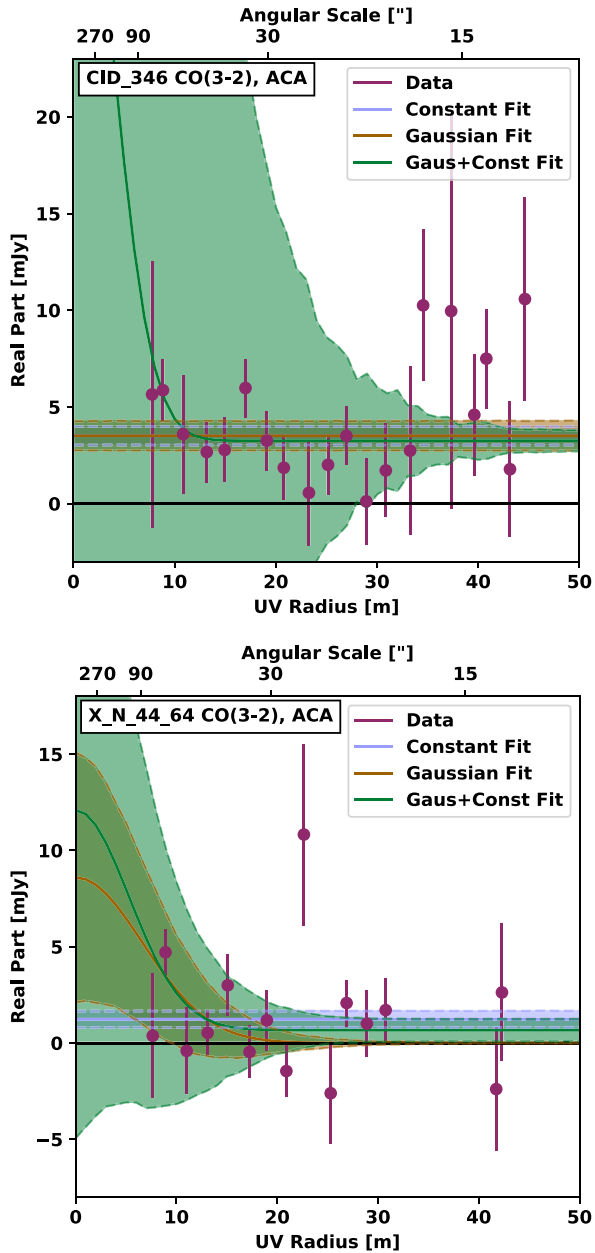 Angular Scale ["]
270 90 30 15
CID_346 CO(3-2), ACA
Data
Constant Fit
Gaussian Fit
Gaus+Const Fit
20
15
10
5
0
Real Part [mJy]
0 10 20 30 40 50
UV Radius [m]
Angular Scale ["]
270 90 30 15
X_N_44_64 CO(3-2), ACA
Data
Constant Fit
Gaussian Fit
Gaus+Const Fit
15
10
5
0
−5
Real Part [mJy]
0 10 20 30 40 50
UV Radius [m]